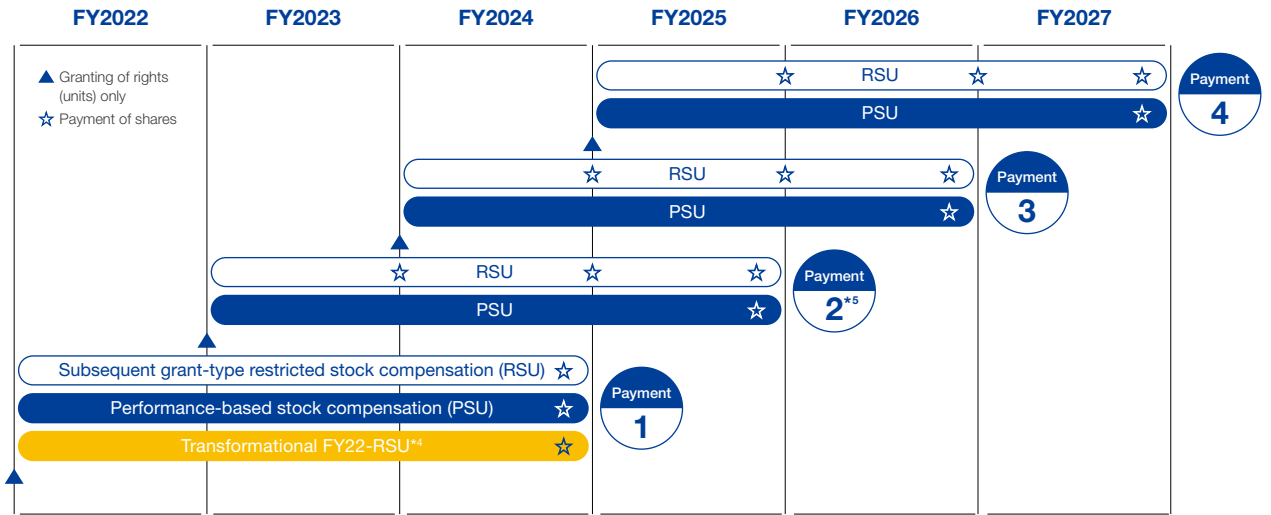 FY2022 FY2023 FY2024 FY2025 FY2026 FY2027
Granting of rights
(units) only
Payment of shares
RSU
PSU
Payment
4
RSU
PSU
Payment
3
RSU
PSU
Payment
2*5
Subsequent grant-type restricted stock compensation (RSU)
Performance-based stock compensation (PSU)
Transformational FY22-RSU*4
Payment
1